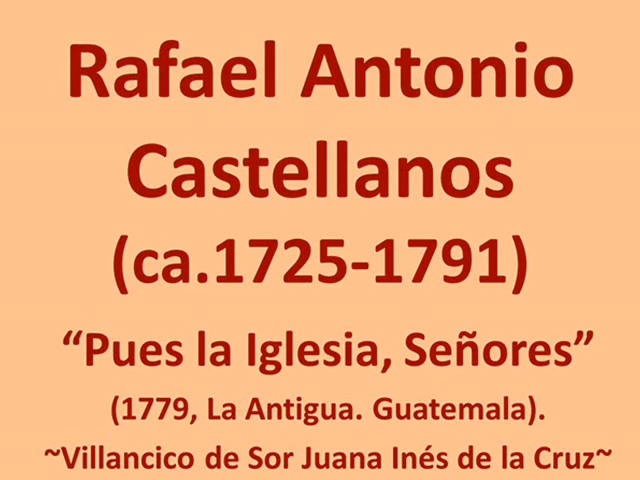 Rafael Antonio
Castellanos
(ca.1725-1791)
“Pues la Iglesia, Señores”
(1779, La Antigua. Guatemala).
~Villancico de Sor Juana Inés de la Cruz~